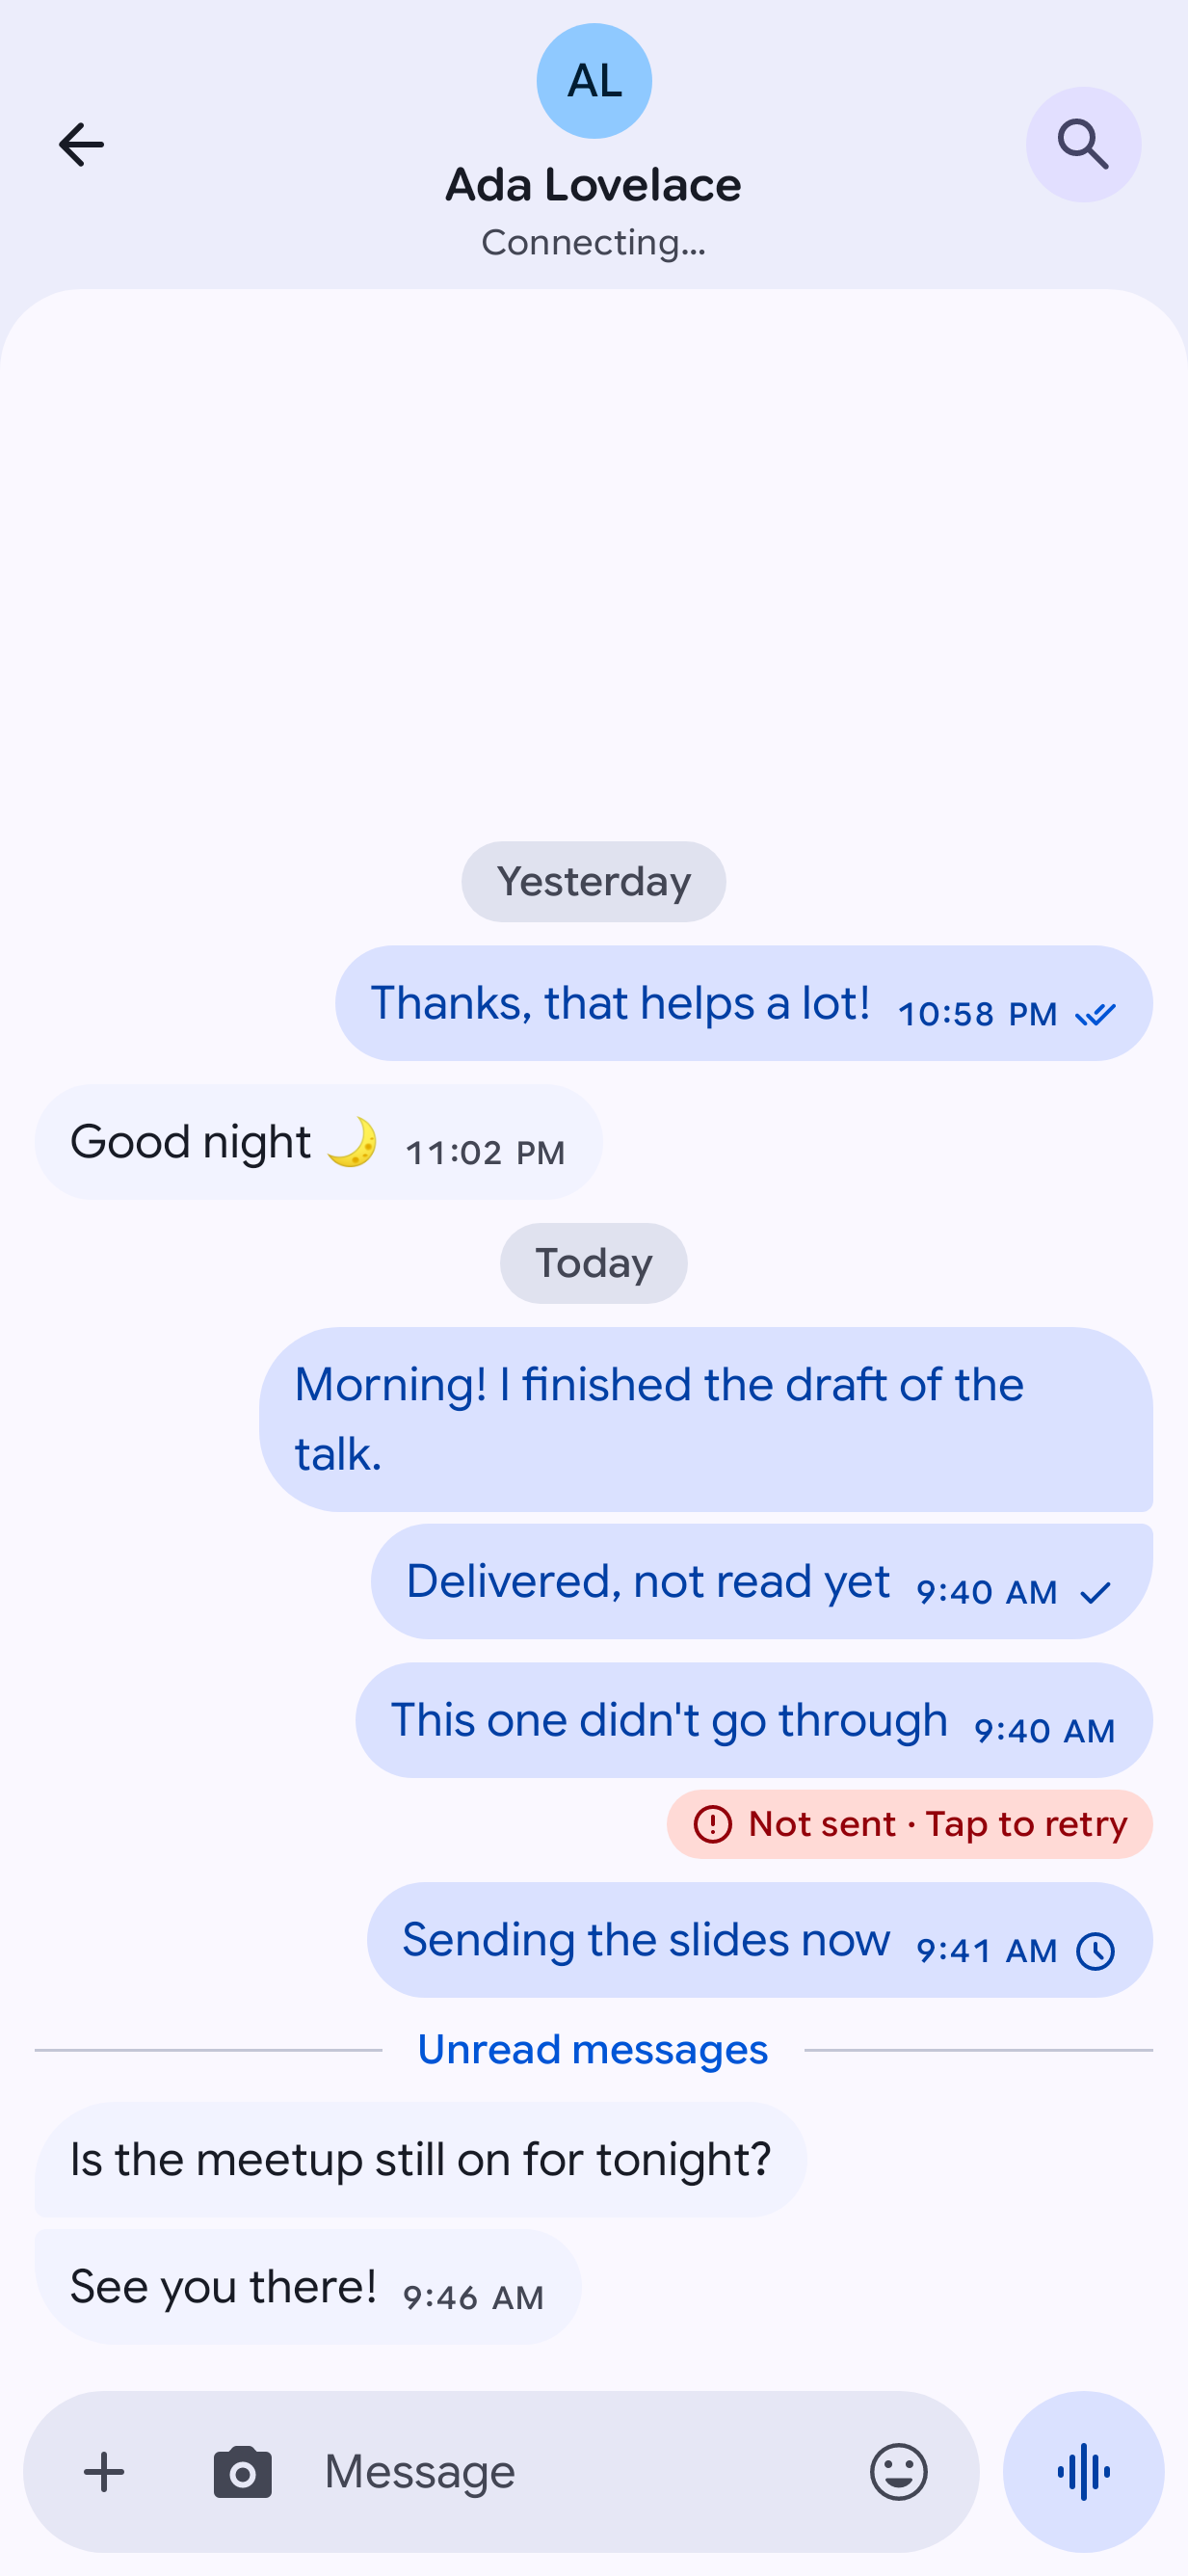 AL
Ada Lovelace
Connecting...
Yesterday
Thanks, that helps a lot! 10:58 PM
Good night 🌙 11:02 PM
Today
Morning! I finished the draft of the
talk.
Delivered, not read yet 9:40 AM
This one didn't go through 9:40 AM
Not sent · Tap to retry
Sending the slides now 9:41 AM
Unread messages
Is the meetup still on for tonight?
See you there! 9:46 AM
Message